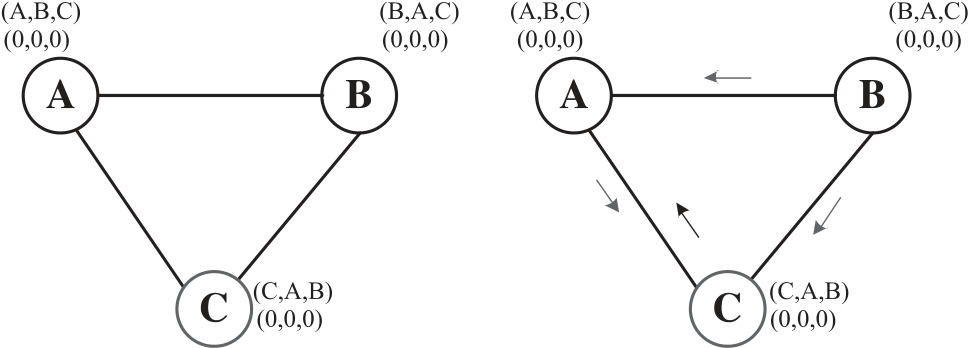 (A,B,C)
(0,0,0)
(B,A,C)
(0,0,0)
A
B
C
(C,A,B)
(0,0,0)
(A,B,C)
(0,0,0)
(B,A,C)
(0,0,0)
A
B
C
(C,A,B)
(0,0,0)